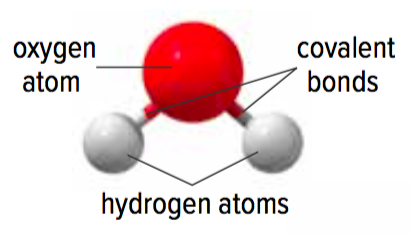 oxygen
atom
covalent
bonds
hydrogen atoms